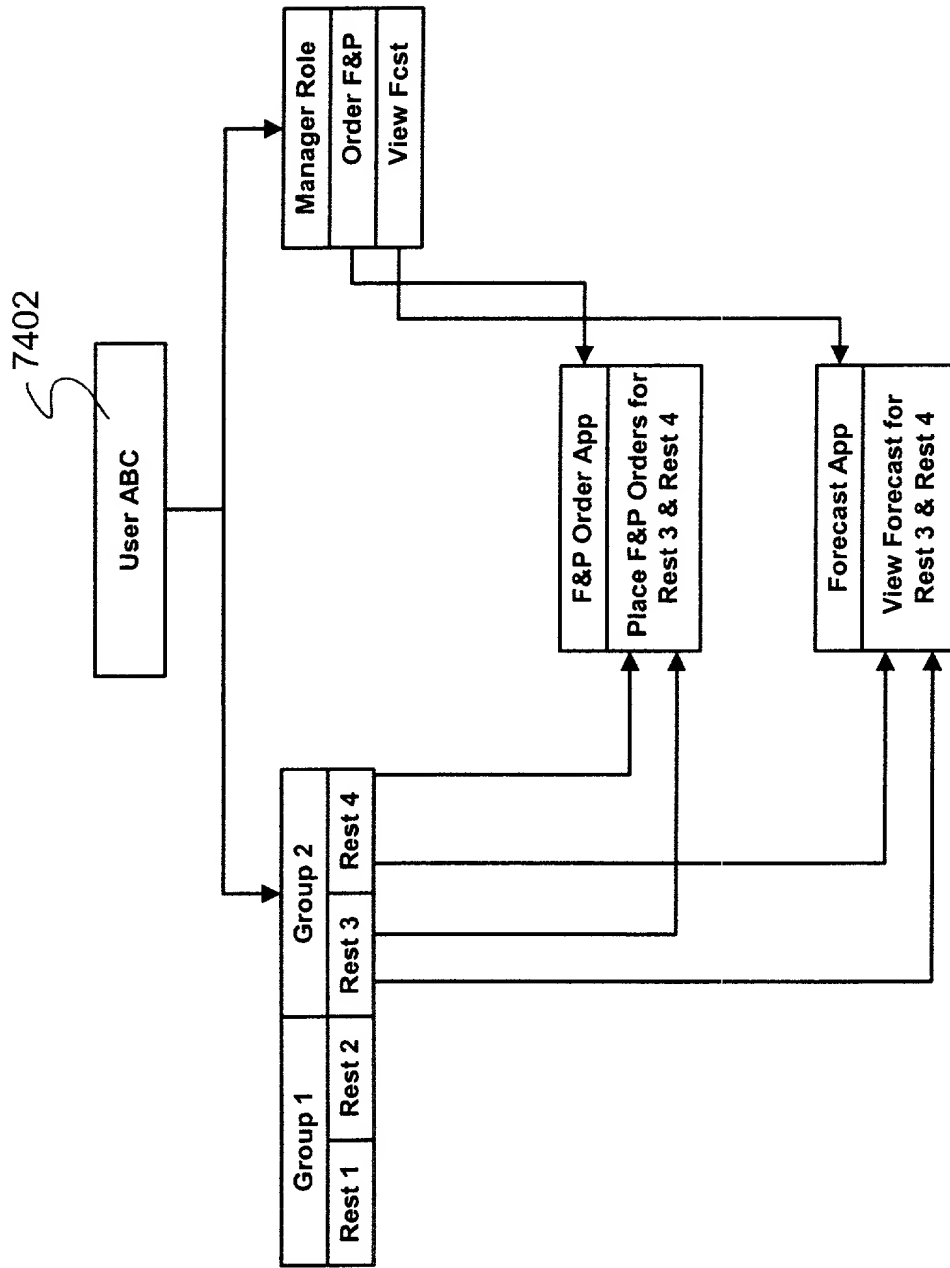 7402
User ABC
Group 1
Group 2
Rest 1
Rest 2
Rest 3
Rest 4
Manager Role
Order F&P
View Fcst
F&P Order App
Place F&P Orders for
Rest 3 & Rest 4
Forecast App
View Forecast for
Rest 3 & Rest 4